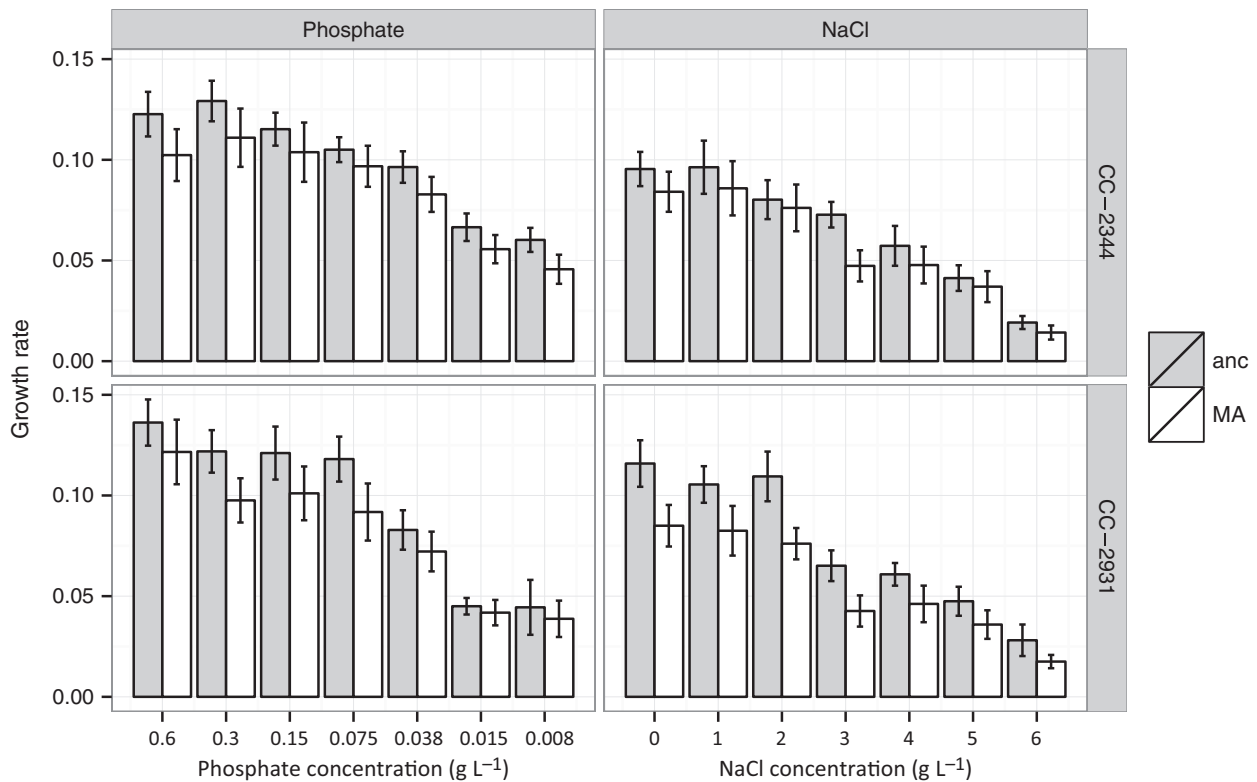 Phosphate
NaCl
0.15
0.10
0.05
0.00
CC–2344
0.15
0.10
0.05
0.00
CC–2931
Growth rate
anc
MA
0.6 0.3 0.15 0.075 0.038 0.015 0.008
0 1 2 3 4 5 6
Phosphate concentration (g L⁻¹)
NaCl concentration (g L⁻¹)